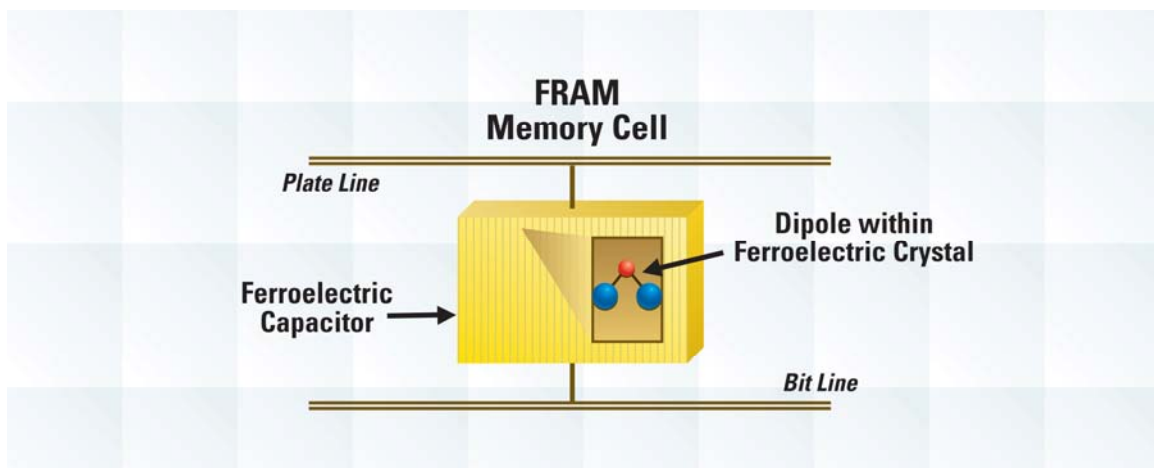 FRAM
Memory Cell
Plate Line
Dipole within
Ferroelectric Crystal
Ferroelectric
Capacitor
Bit Line